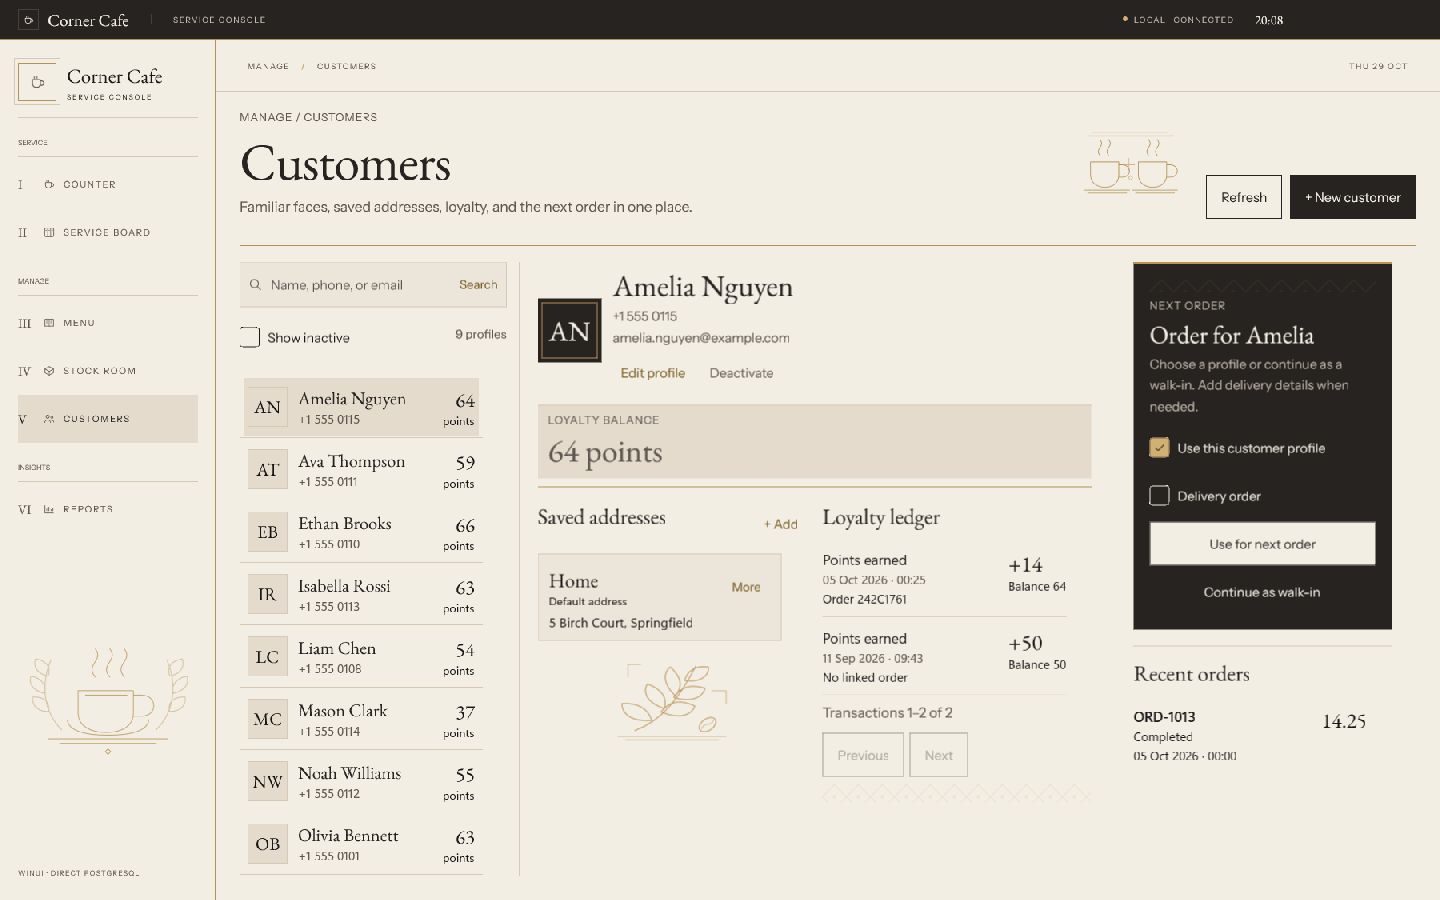 Corner Cafe
SERVICE CONSOLE
LOCAL · CONNECTED
20:08
Corner Cafe
SERVICE CONSOLE
SERVICE
I COUNTER
II SERVICE BOARD
MANAGE
III MENU
IV STOCK ROOM
V CUSTOMERS
INSIGHTS
VI REPORTS
WINUI · DIRECT POSTGRESQL
MANAGE / CUSTOMERS
THU 29 OCT
MANAGE / CUSTOMERS
Customers
Familiar faces, saved addresses, loyalty, and the next order in one place.
Refresh
+ New customer
Name, phone, or email
Search
Show inactive
9 profiles
AN
Amelia Nguyen
+1 555 0115
64
points
AT
Ava Thompson
+1 555 0111
59
points
EB
Ethan Brooks
+1 555 0110
66
points
IR
Isabella Rossi
+1 555 0113
63
points
LC
Liam Chen
+1 555 0108
54
points
MC
Mason Clark
+1 555 0114
37
points
NW
Noah Williams
+1 555 0112
55
points
OB
Olivia Bennett
+1 555 0101
63
points
AN
Amelia Nguyen
+1 555 0115
amelia.nguyen@example.com
Edit profile
Deactivate
LOYALTY BALANCE
64 points
Saved addresses
+ Add
Home
Default address
5 Birch Court, Springfield
More
Loyalty ledger
Points earned
05 Oct 2026 · 00:25
Order 242C1761
+14
Balance 64
Points earned
11 Sep 2026 · 09:43
No linked order
+50
Balance 50
Transactions 1–2 of 2
Previous
Next
NEXT ORDER
Order for Amelia
Choose a profile or continue as a
walk-in. Add delivery details when
needed.
Use this customer profile
Delivery order
Use for next order
Continue as walk-in
Recent orders
ORD-1013
Completed
05 Oct 2026 · 00:00
14.25